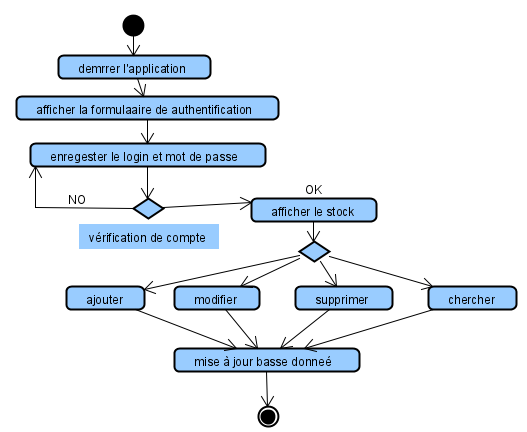 demrrer l'application
afficher la formulaaire de authentification
enregester le login et mot de passe
NO
OK
afficher le stock
vérification de compte
ajouter
modifier
supprimer
chercher
mise à jour basse donneé